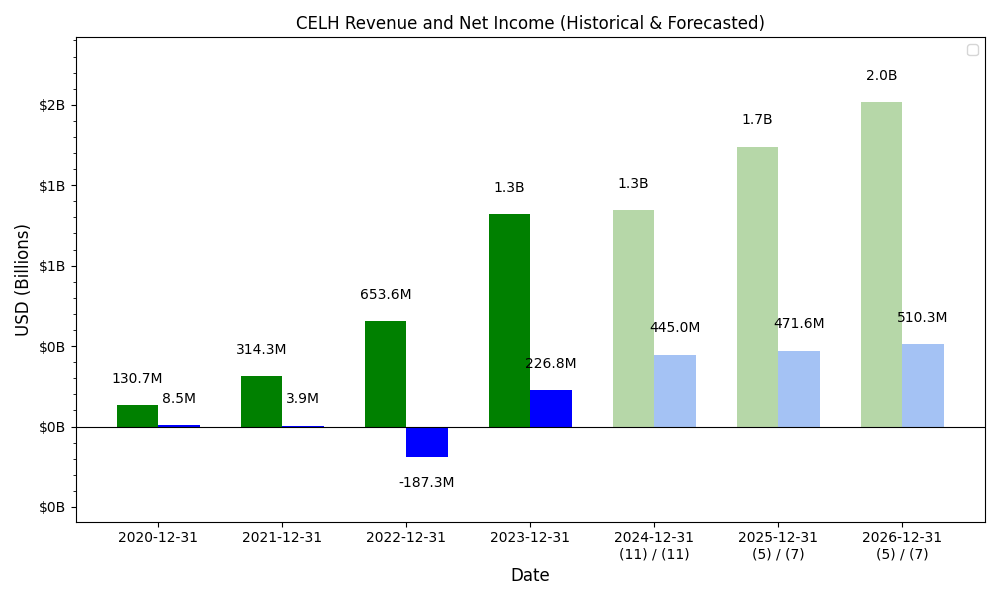 CELH Revenue and Net Income (Historical & Forecasted)
2.0B
$2B
1.7B
1.3B
1.3B
$1B
$1B
653.6M
445.0M
471.6M
510.3M
314.3M
226.8M
$0B
130.7M
8.5M
3.9M
$0B
-187.3M
$0B
USD (Billions)
2020-12-31
2021-12-31
2022-12-31
2023-12-31
2024-12-31
(11) / (11)
2025-12-31
(5) / (7)
2026-12-31
(5) / (7)
Date